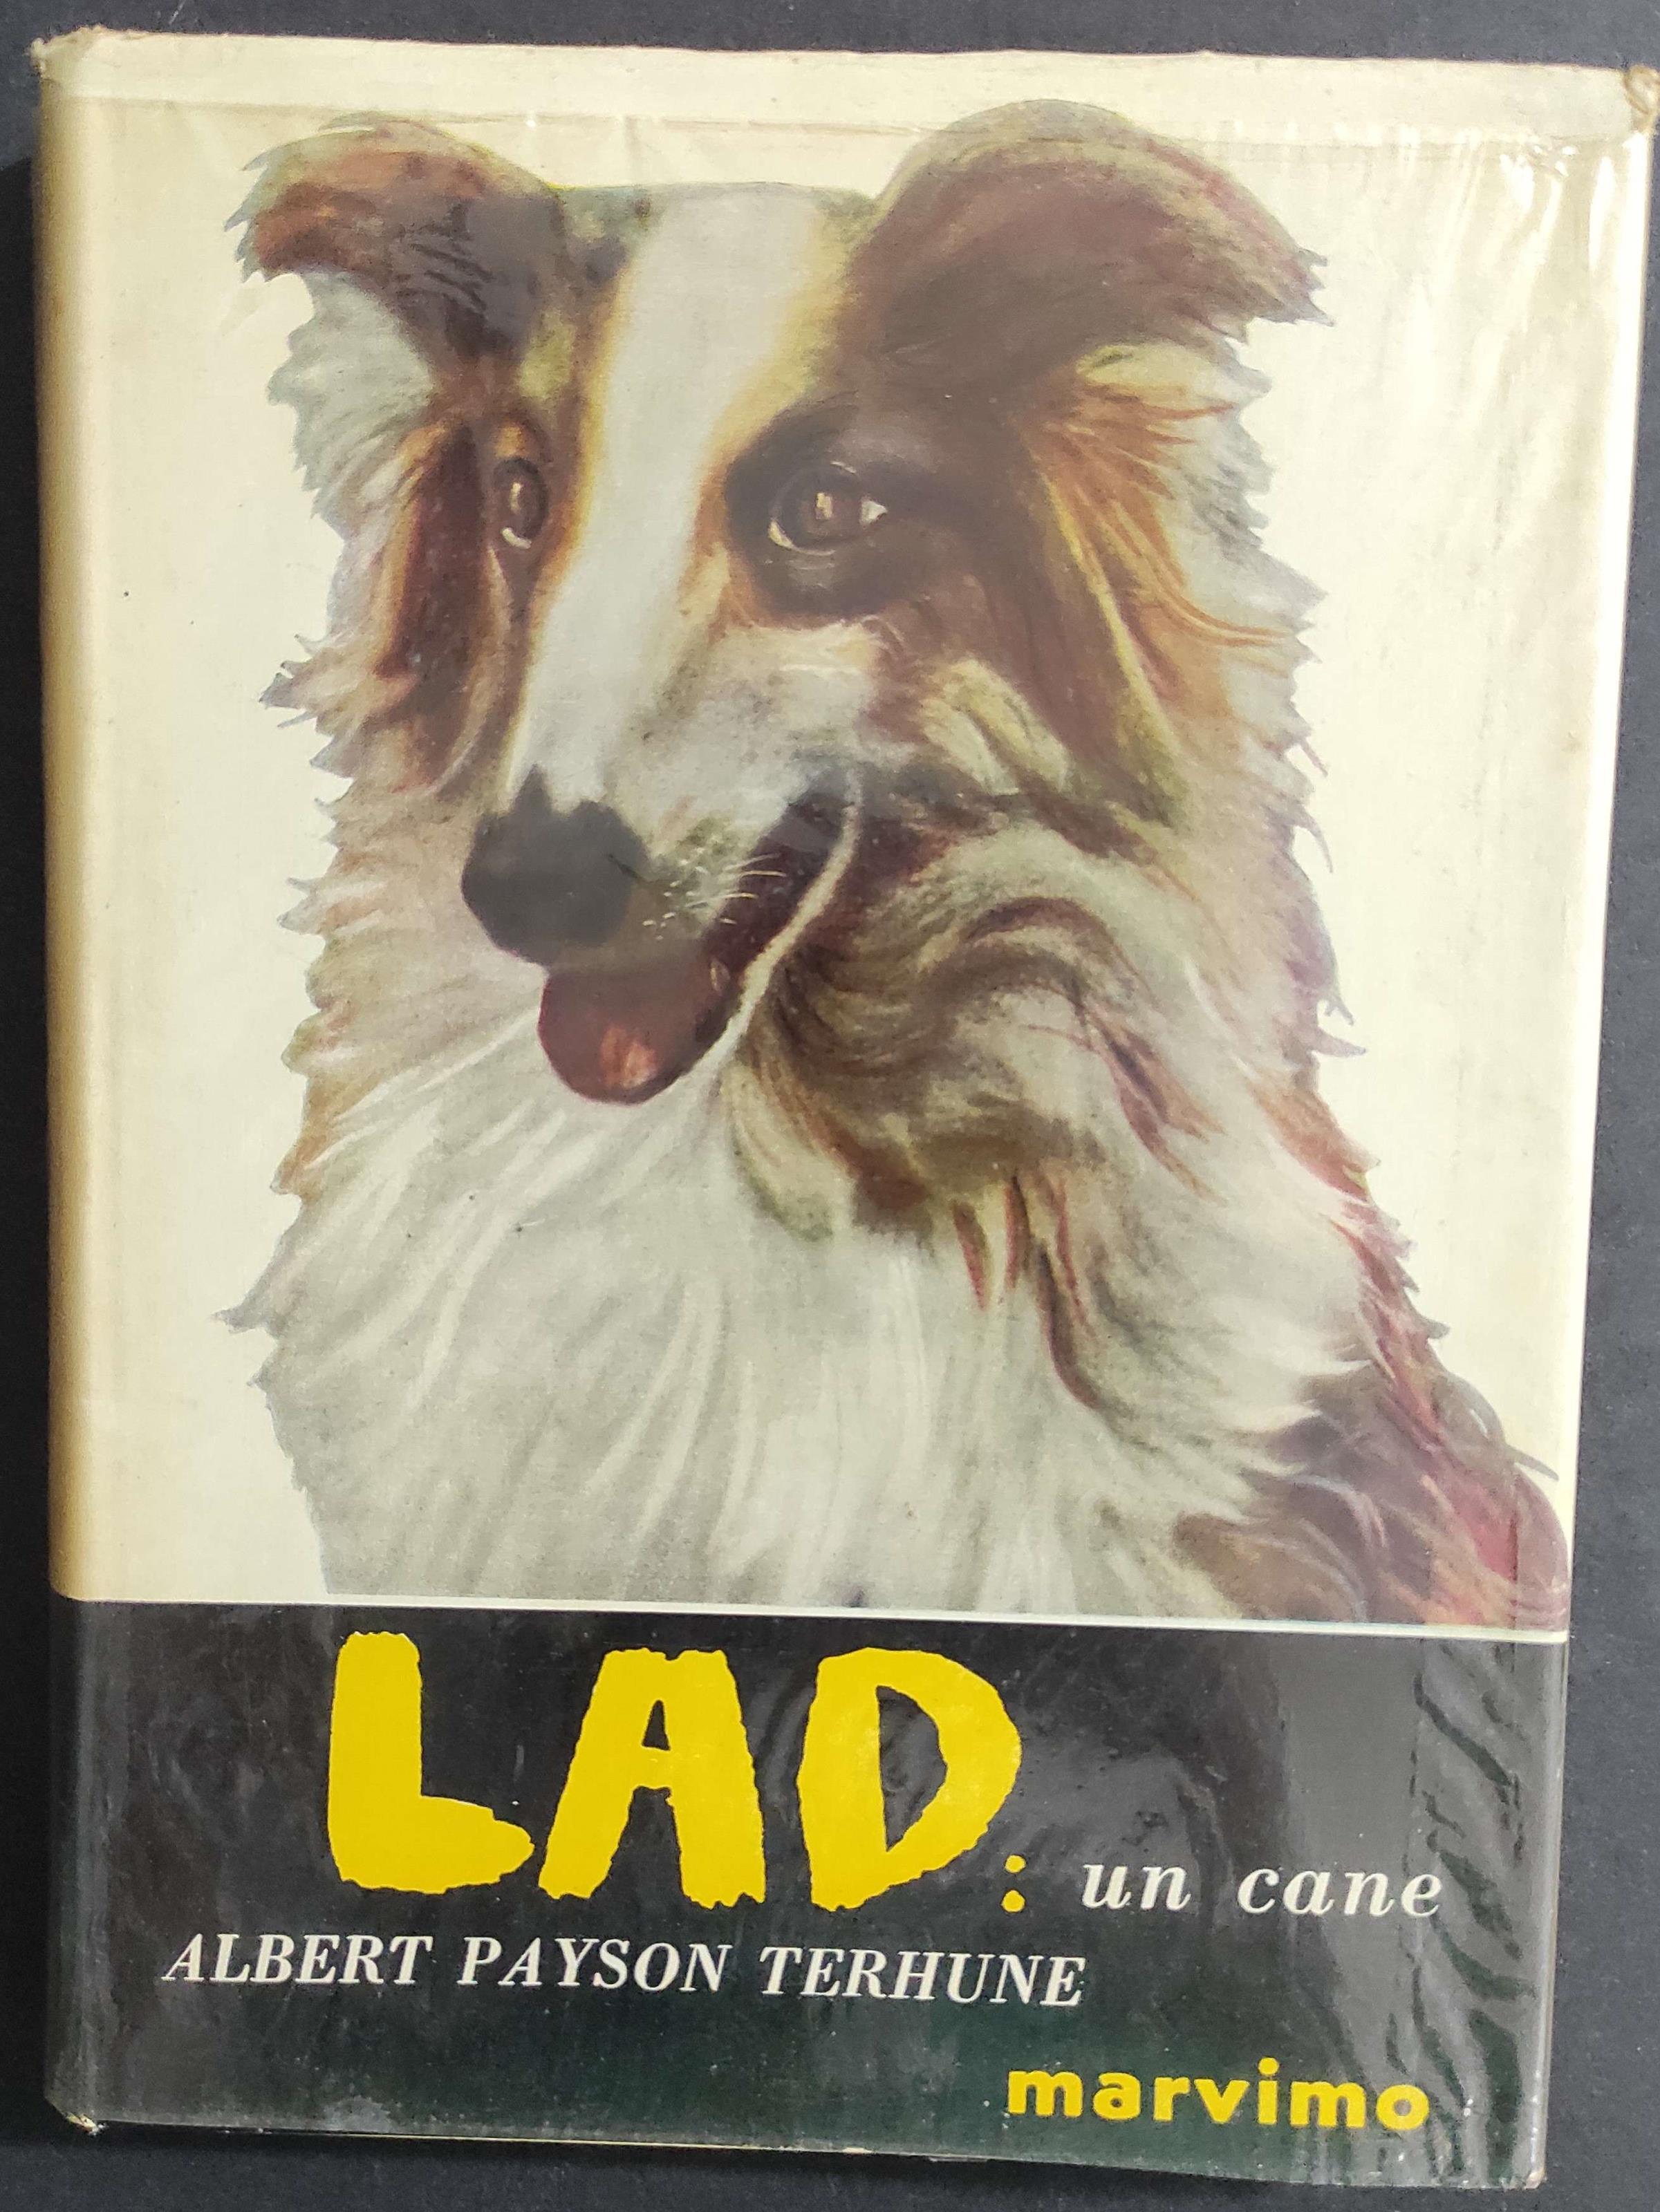 LAD: un cane
ALBERT PAYSON TERHUNE
marvimo